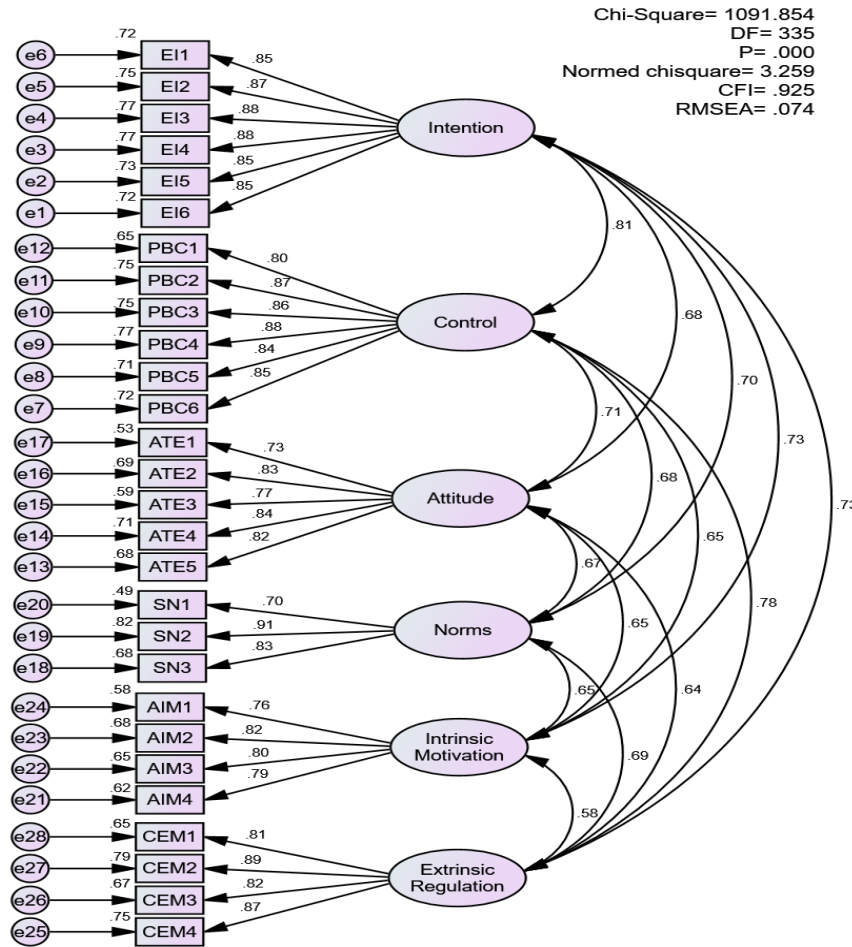 Chi-Square= 1091.854
DF= 335
P= .000
Normed chisquare= 3.259
CFI= .925
RMSEA= .074
e6 .72 EI1 .85
e5 .75 EI2 .87
e4 .77 EI3 .88
e3 .77 EI4 .88
e2 .73 EI5 .85
e1 .72 EI6 .85
Intention
e12 .65 PBC1 .80
e11 .75 PBC2 .87
e10 .75 PBC3 .86
e9 .77 PBC4 .88
e8 .71 PBC5 .84
e7 .72 PBC6 .85
Control
e17 .53 ATE1 .73
e16 .69 ATE2 .83
e15 .59 ATE3 .77
e14 .71 ATE4 .84
e13 .68 ATE5 .82
Attitude
e20 .49 SN1 .70
e19 .82 SN2 .91
e18 .68 SN3 .83
Norms
e24 .58 AIM1 .76
e23 .68 AIM2 .82
e22 .65 AIM3 .80
e21 .62 AIM4 .79
Intrinsic
Motivation
e28 .65 CEM1 .81
e27 .79 CEM2 .89
e26 .67 CEM3 .82
e25 .75 CEM4 .87
Extrinsic
Regulation
.81
.68
.70
.71
.73
.68
.73
.65
.67
.78
.65
.64
.65
.69
.58